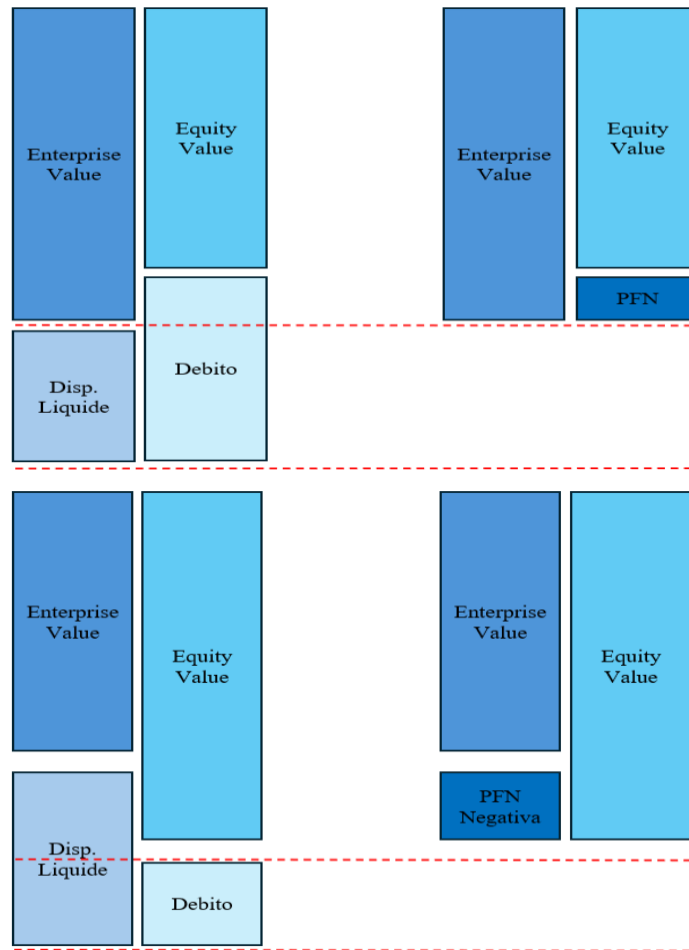 Enterprise
Value
Equity
Value
Enterprise
Value
Equity
Value
PFN
Disp.
Liquide
Debito
Enterprise
Value
Equity
Value
Enterprise
Value
Equity
Value
Disp.
Liquide
Debito
PFN
Negativa